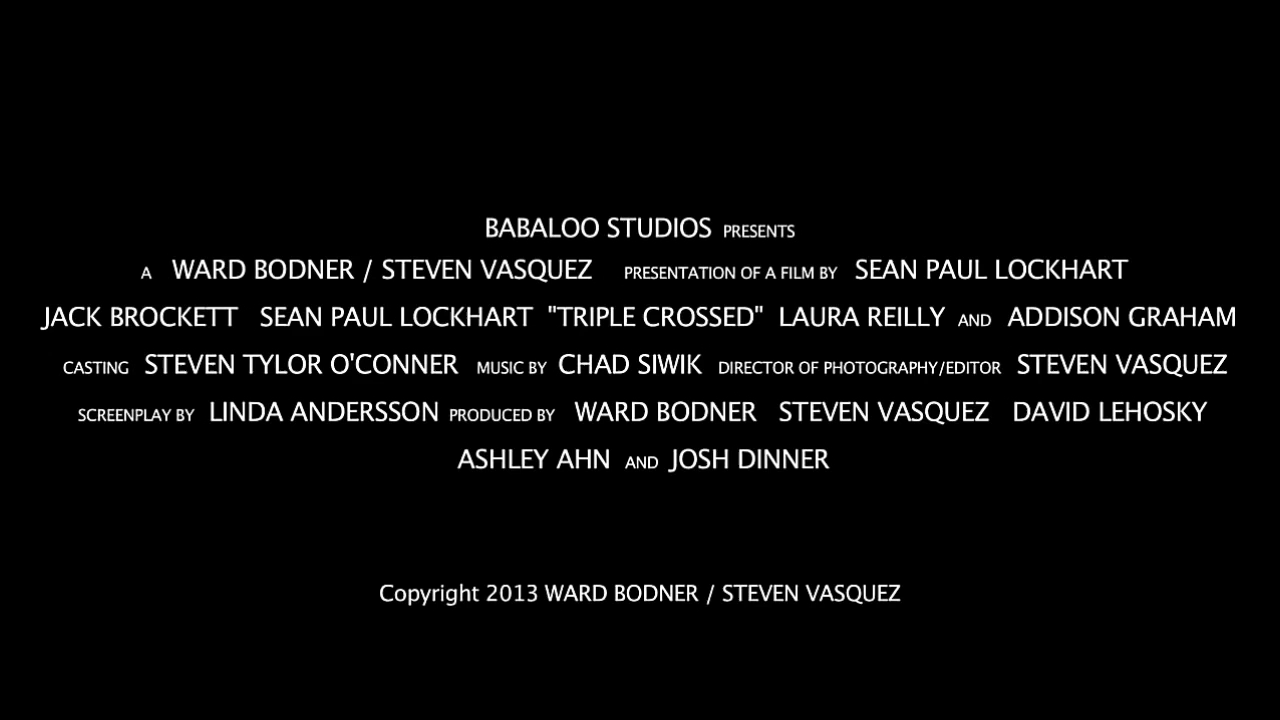 BABALOO STUDIOS PRESENTS
A WARD BODNER / STEVEN VASQUEZ PRESENTATION OF A FILM BY SEAN PAUL LOCKHART
JACK BROCKETT SEAN PAUL LOCKHART "TRIPLE CROSSED" LAURA REILLY AND ADDISON GRAHAM
CASTING STEVEN TYLOR O'CONNER MUSIC BY CHAD SIWIK DIRECTOR OF PHOTOGRAPHY/EDITOR STEVEN VASQUEZ
SCREENPLAY BY LINDA ANDERSSON PRODUCED BY WARD BODNER STEVEN VASQUEZ DAVID LEHOSKY
ASHLEY AHN AND JOSH DINNER
Copyright 2013 WARD BODNER / STEVEN VASQUEZ